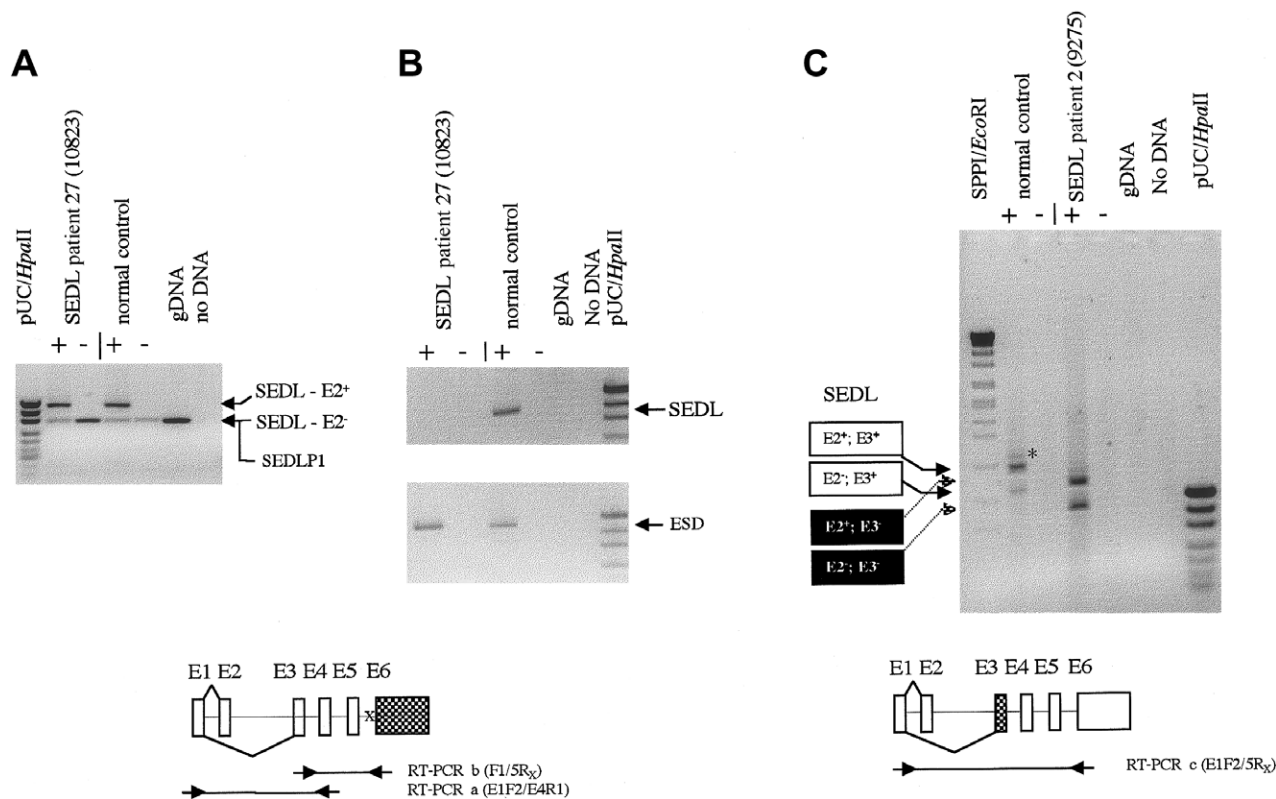 A
B
C
pUC/HpaII
SEDL patient 27 (10823)
normal control
gDNA
no DNA
+ - | + -
SEDL - E2⁺
SEDL - E2⁻
SEDLP1
SEDL patient 27 (10823)
normal control
gDNA
No DNA
pUC/HpaII
+ - | + -
SEDL
ESD
SPPI/EcoRI
normal control
SEDL patient 2 (9275)
gDNA
No DNA
pUC/HpaII
+ - | + -
SEDL
E2⁺; E3⁺
E2⁻; E3⁺
E2⁺; E3⁻
E2⁻; E3⁻
*
E1 E2 E3 E4 E5 E6
x
RT-PCR b (F1/5Rx)
RT-PCR a (E1F2/E4R1)
E1 E2 E3 E4 E5 E6
RT-PCR c (E1F2/5Rx)